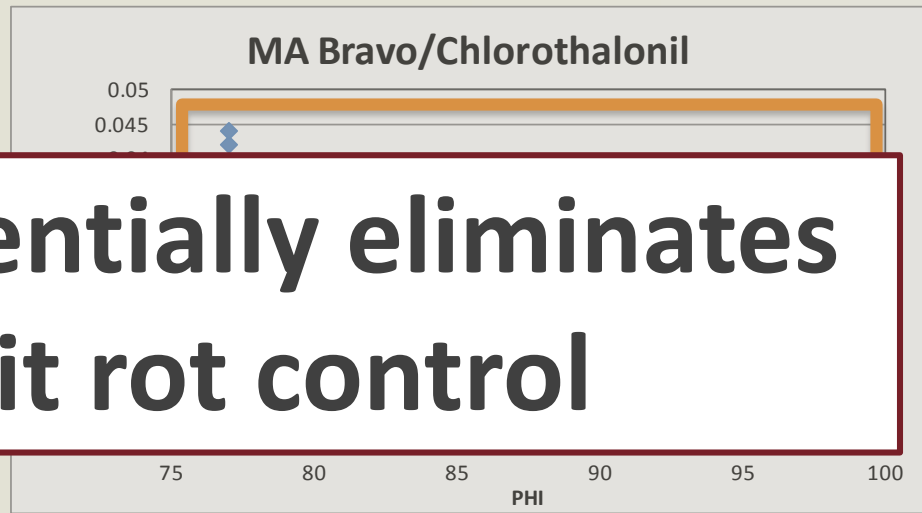 MA Bravo/Chlorothalonil
0.05
0.045
entially eliminates
it rot control
75 80 85 90 95 100
PHI